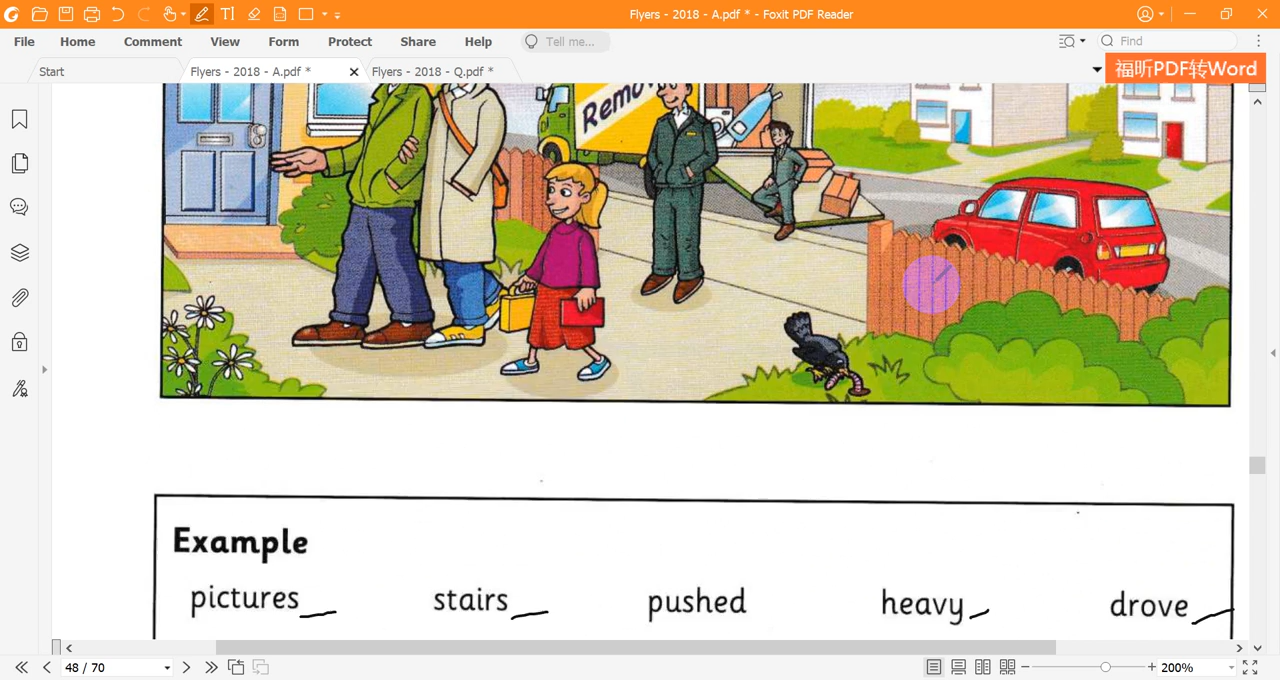 Flyers - 2018 - A.pdf * - Foxit PDF Reader
File Home Comment View Form Protect Share Help Tell me... Find
Start Flyers - 2018 - A.pdf * Flyers - 2018 - Q.pdf * 福昕PDF转Word
Example
pictures stairs pushed heavy drove
48 / 70 200%